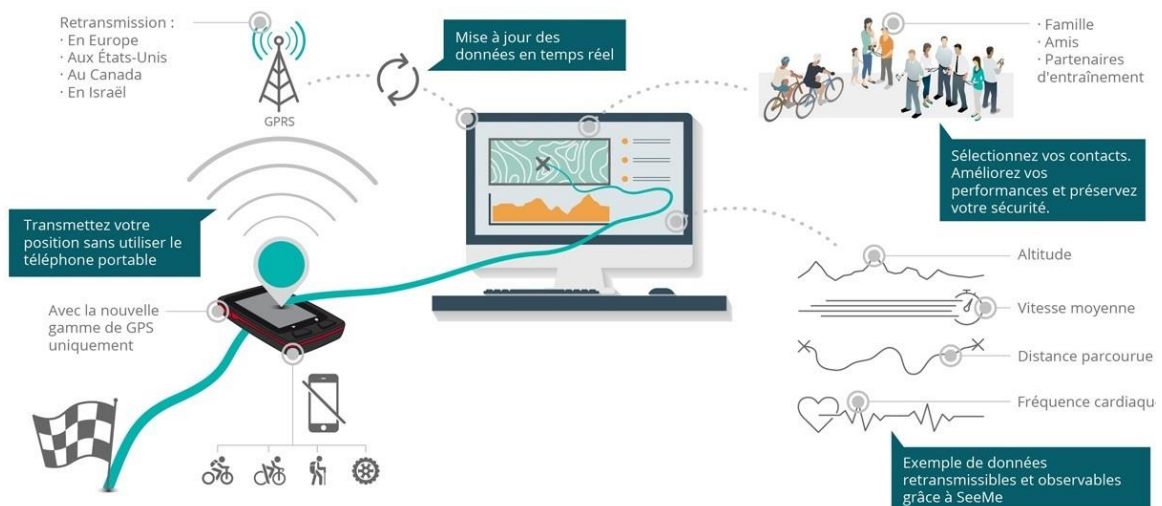 Retransmission :
· En Europe
· Aux États-Unis
· Au Canada
· En Israël
GPRS
Mise à jour des
données en temps réel
· Famille
· Amis
· Partenaires
d'entraînement
Sélectionnez vos contacts.
Améliorez vos
performances et préservez
votre sécurité.
Transmettez votre
position sans utiliser le
téléphone portable
Avec la nouvelle
gamme de GPS
uniquement
Altitude
Vitesse moyenne
Distance parcourue
Fréquence cardiaqu
Exemple de données
retransmissibles et observables
grâce à SeeMe